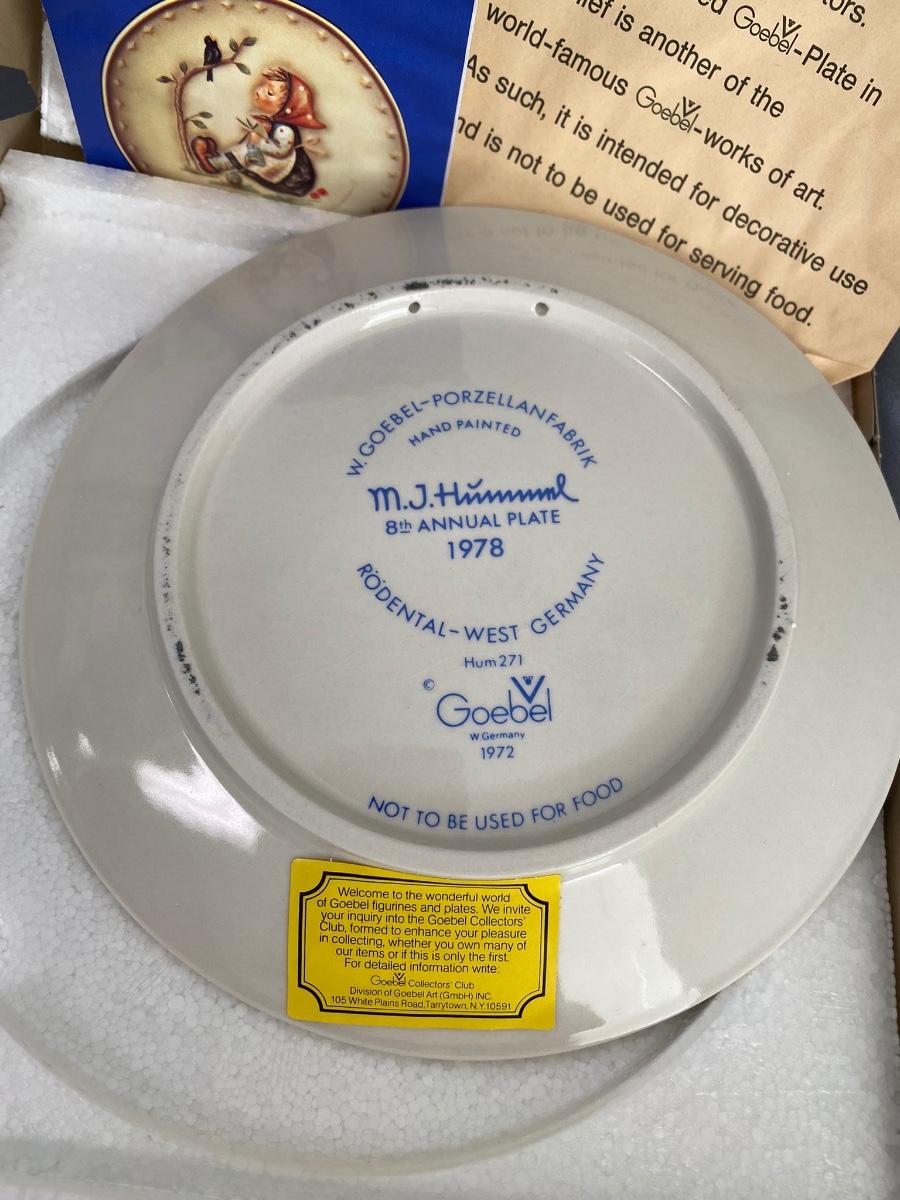 ed Goebel-Plate in
ief is another of the
world-famous Goebel-works of art.
As such, it is intended for decorative use
nd is not to be used for serving food.
W. GOEBEL-PORZELLANFABRIK
HAND PAINTED
M.J.Hümmel
8th ANNUAL PLATE
1978
RÖDENTAL-WEST GERMANY
Hum 271
© Goebel
W. Germany
1972
NOT TO BE USED FOR FOOD
Welcome to the wonderful world
of Goebel figurines and plates. We invite
your inquiry into the Goebel Collectors'
Club, formed to enhance your pleasure
in collecting, whether you own many of
our items or if this is only the first.
For detailed information write:
Goebel Collectors' Club
Division of Goebel Art (GmbH) INC.
105 White Plains Road, Tarrytown, N.Y. 10591